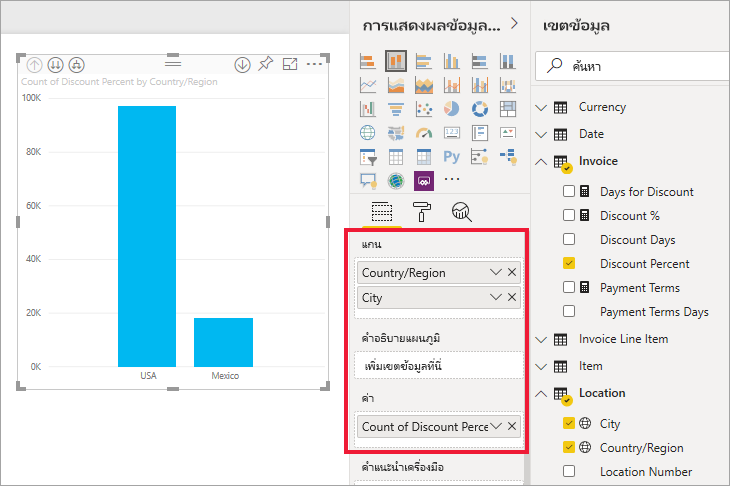 Count of Discount Percent by Country/Region
100K
80K
60K
40K
20K
0K
USA
Mexico
การแสดงผลข้อมูล...
123
Py
แกน
Country/Region
City
คำอธิบายแผนภูมิ
เพิ่มเขตข้อมูลที่นี่
ค่า
Count of Discount Perce
คำแนะนำเครื่องมือ
เขตข้อมูล
ค้นหา
Currency
Date
Invoice
Days for Discount
Discount %
Discount Days
Discount Percent
Payment Terms
Payment Terms Days
Invoice Line Item
Item
Location
City
Country/Region
Location Number